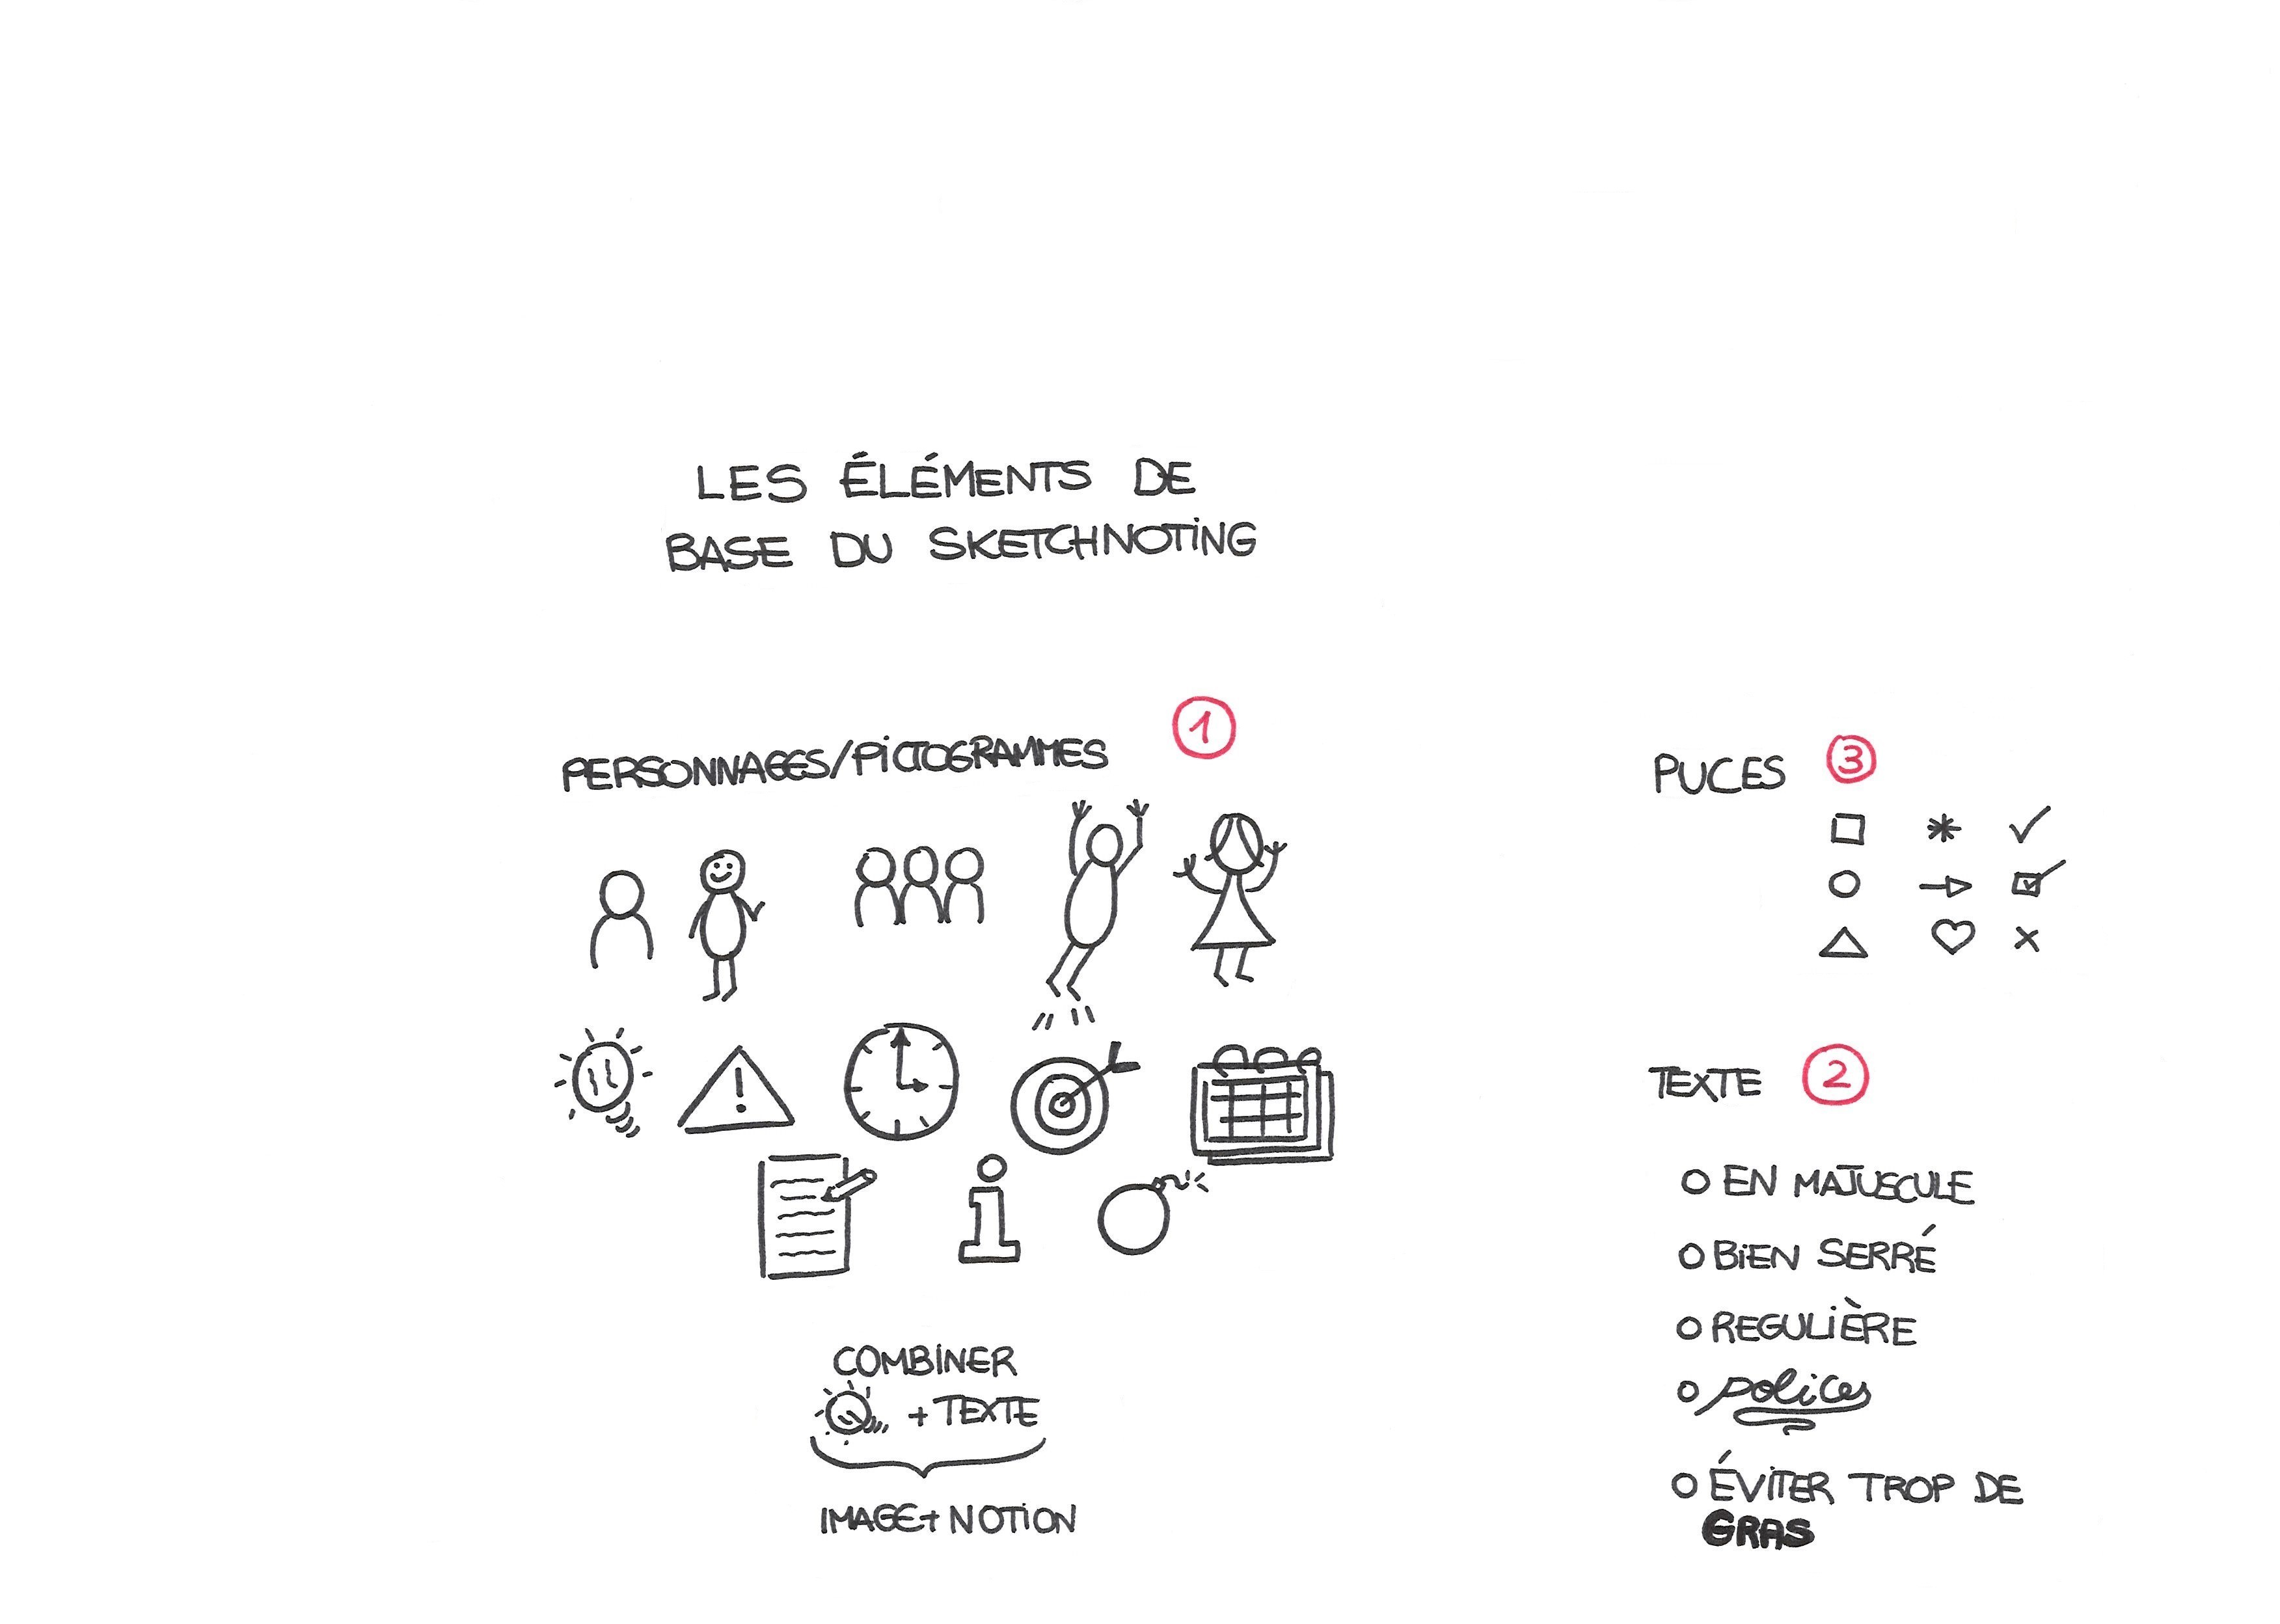 LES ÉLÉMENTS DE
BASE DU SKETCHNOTING
PERSONNAGES/PICTOGRAMMES 1
COMBINER
+ TEXTE
IMAGE + NOTION
PUCES 3
TEXTE 2
O EN MAJUSCULE
O BIEN SERRÉ
O REGULIÈRE
O polices
O ÉVITER TROP DE
GRAS